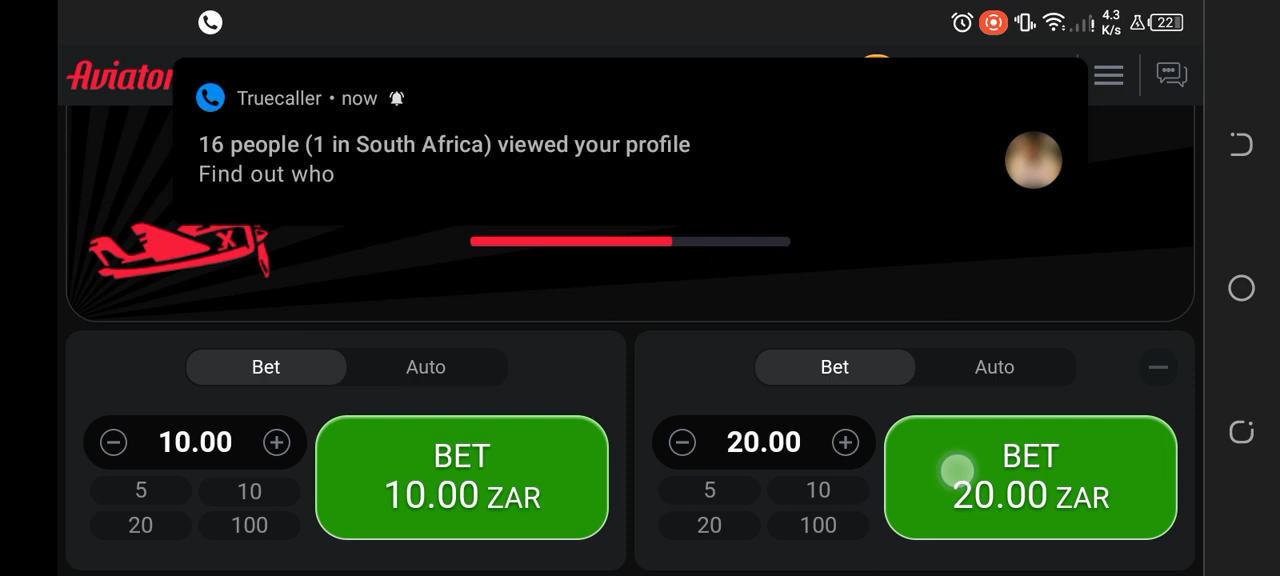 4.3
K/s
22
Aviator
Truecaller • now
16 people (1 in South Africa) viewed your profile
Find out who
X
Bet
Auto
10.00
5
10
20
100
BET
10.00 ZAR
Bet
Auto
20.00
5
10
20
100
BET
20.00 ZAR